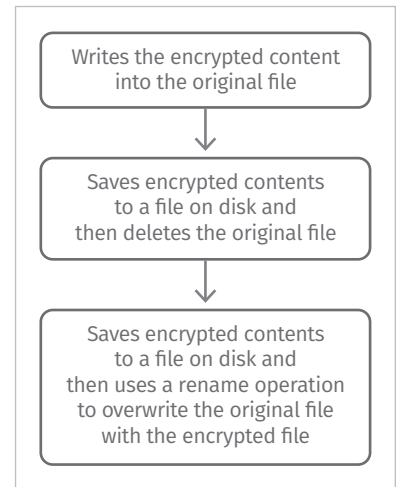 Writes the encrypted content
into the original file
Saves encrypted contents
to a file on disk and
then deletes the original file
Saves encrypted contents
to a file on disk and
then uses a rename operation
to overwrite the original file
with the encrypted file